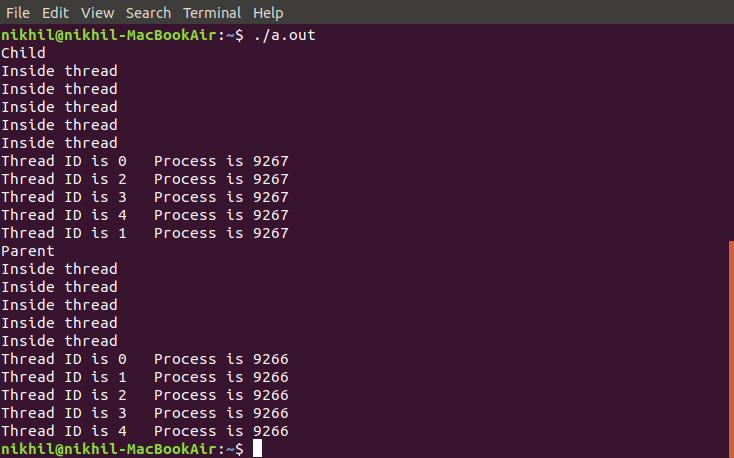 File Edit View Search Terminal Help
nikhil@nikhil-MacBookAir:~$ ./a.out
Child
Inside thread
Inside thread
Inside thread
Inside thread
Inside thread
Thread ID is 0   Process is 9267
Thread ID is 2   Process is 9267
Thread ID is 3   Process is 9267
Thread ID is 4   Process is 9267
Thread ID is 1   Process is 9267
Parent
Inside thread
Inside thread
Inside thread
Inside thread
Inside thread
Thread ID is 0   Process is 9266
Thread ID is 1   Process is 9266
Thread ID is 2   Process is 9266
Thread ID is 3   Process is 9266
Thread ID is 4   Process is 9266
nikhil@nikhil-MacBookAir:~$